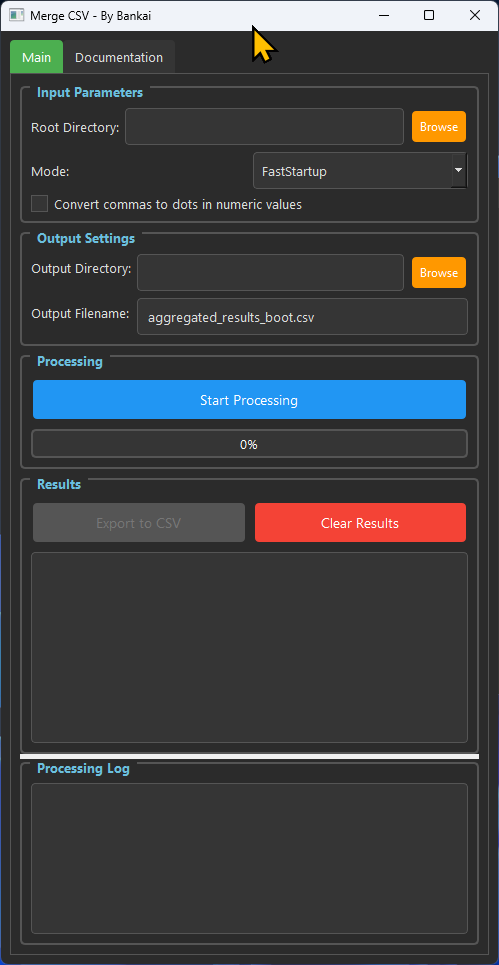 Merge CSV - By Bankai
Main
Documentation
Input Parameters
Root Directory:
Browse
Mode:
FastStartup
Convert commas to dots in numeric values
Output Settings
Output Directory:
Browse
Output Filename:
aggregated_results_boot.csv
Processing
Start Processing
0%
Results
Export to CSV
Clear Results
Processing Log